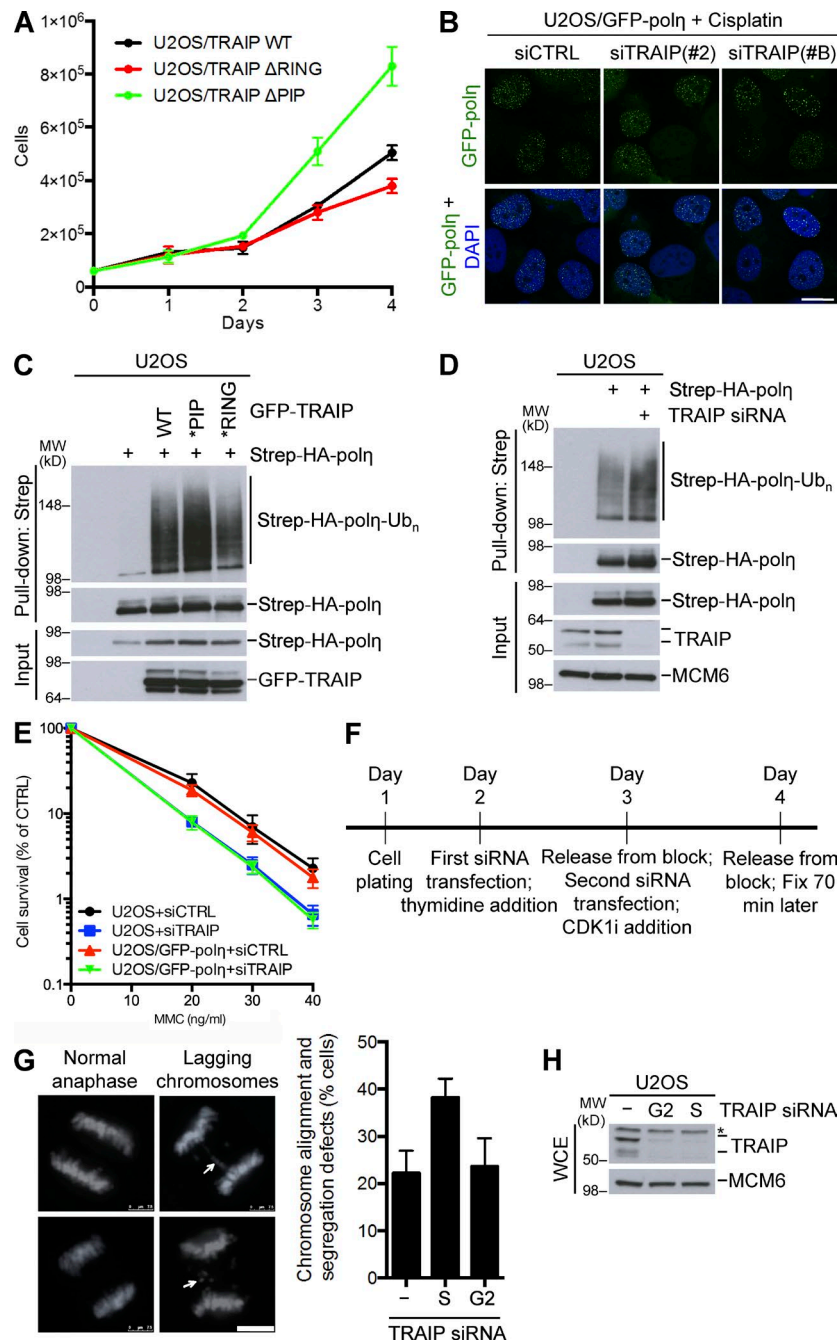 A
1×10⁶
8×10⁵
6×10⁵
4×10⁵
2×10⁵
0
Cells
0 1 2 3 4
Days
U2OS/TRAIP WT
U2OS/TRAIP ΔRING
U2OS/TRAIP ΔPIP
B
U2OS/GFP-polη + Cisplatin
siCTRL siTRAIP(#2) siTRAIP(#B)
GFP-polη
GFP-polη +
DAPI
C
U2OS
WT *PIP *RING GFP-TRAIP
+ + + + Strep-HA-polη
MW
(kD)
148
98
98
98
98
64
Pull-down: Strep
Input
Strep-HA-polη-Ubn
Strep-HA-polη
Strep-HA-polη
GFP-TRAIP
D
U2OS
+ + Strep-HA-polη
+ TRAIP siRNA
MW
(kD)
148
98
98
98
64
50
98
Pull-down: Strep
Input
Strep-HA-polη-Ubn
Strep-HA-polη
Strep-HA-polη
TRAIP
MCM6
E
Cell survival (% of CTRL)
100
10
1
0.1
0 10 20 30 40
MMC (ng/ml)
U2OS+siCTRL
U2OS+siTRAIP
U2OS/GFP-polη+siCTRL
U2OS/GFP-polη+siTRAIP
F
Day Day Day Day
1 2 3 4
Cell
plating
First siRNA
transfection;
thymidine addition
Release from block;
Second siRNA
transfection;
CDK1i addition
Release from
block; Fix 70
min later
G
Normal
anaphase
Lagging
chromosomes
Chromosome alignment and
segregation defects (% cells)
50
40
30
20
10
0
− S G2
TRAIP siRNA
H
U2OS
− G2 S TRAIP siRNA
MW
(kD)
50
98
WCE
*
TRAIP
MCM6